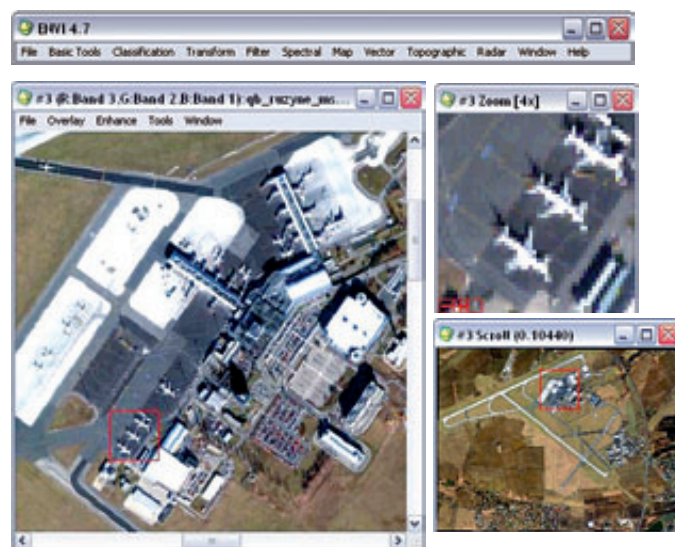 ENVI 4.7
File Basic Tools Classification Transform Filter Spectral Map Vector Topographic Radar Window Help
#3 (R:Band 3,G:Band 2,B:Band 1):qb_ruzyne_ms...
File Overlay Enhance Tools Window
#3 Zoom [4x]
#3 Scroll (0.10440)